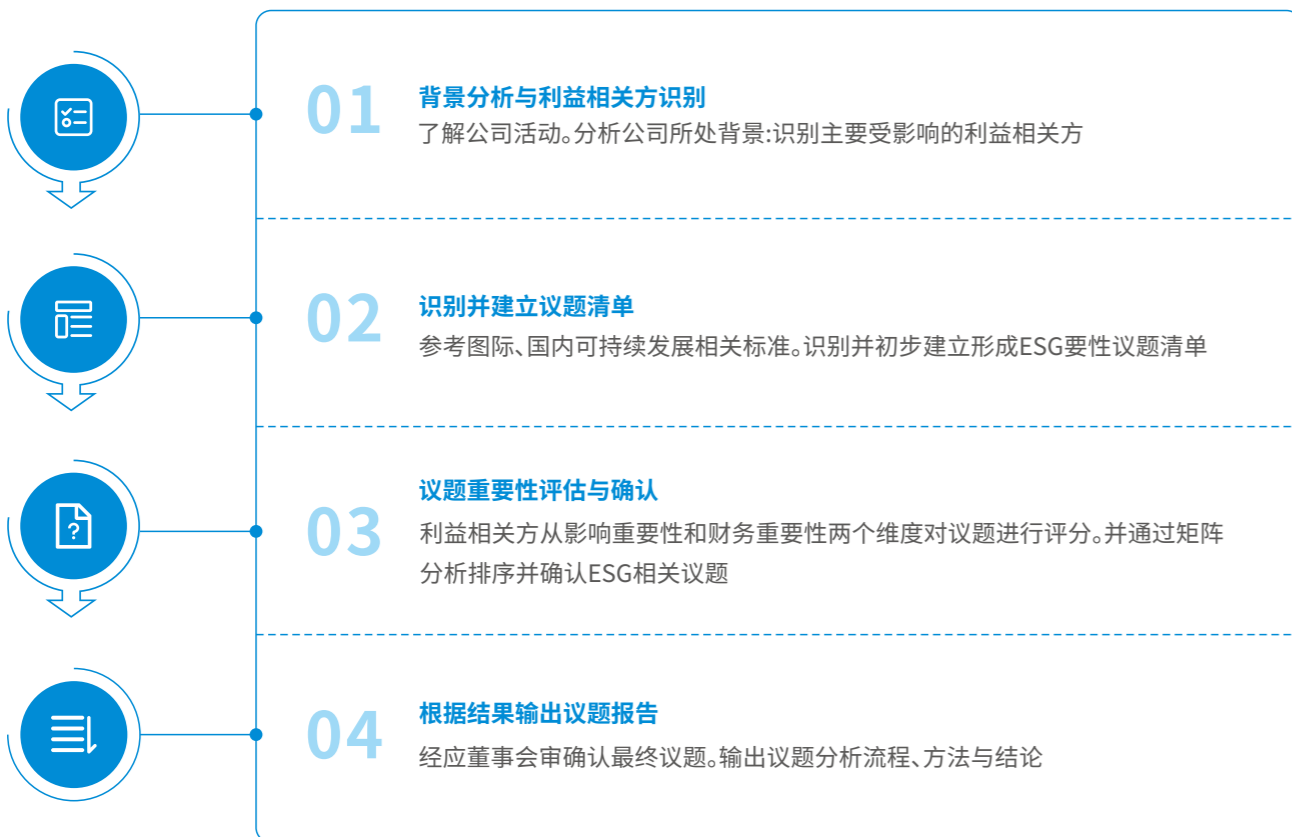 01
背景分析与利益相关方识别
了解公司活动。分析公司所处背景:识别主要受影响的利益相关方
02
识别并建立议题清单
参考图际、国内可持续发展相关标准。识别并初步建立形成ESG要性议题清单
?
03
议题重要性评估与确认
利益相关方从影响重要性和财务重要性两个维度对议题进行评分。并通过矩阵
分析排序并确认ESG相关议题
04
根据结果输出议题报告
经应董事会审确认最终议题。输出议题分析流程、方法与结论